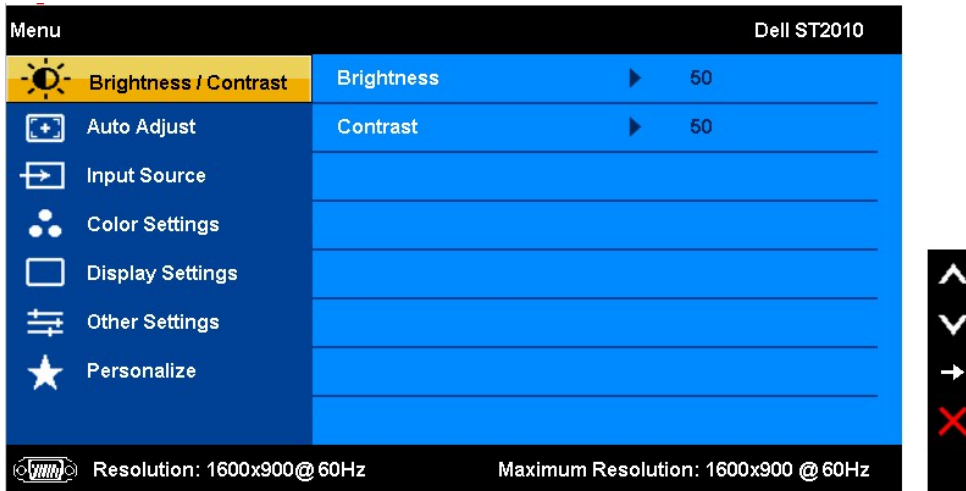 Menu Dell ST2010
Brightness / Contrast Brightness 50
Auto Adjust Contrast 50
Input Source
Color Settings
Display Settings
Other Settings
Personalize
Resolution: 1600x900@60Hz Maximum Resolution: 1600x900 @60Hz